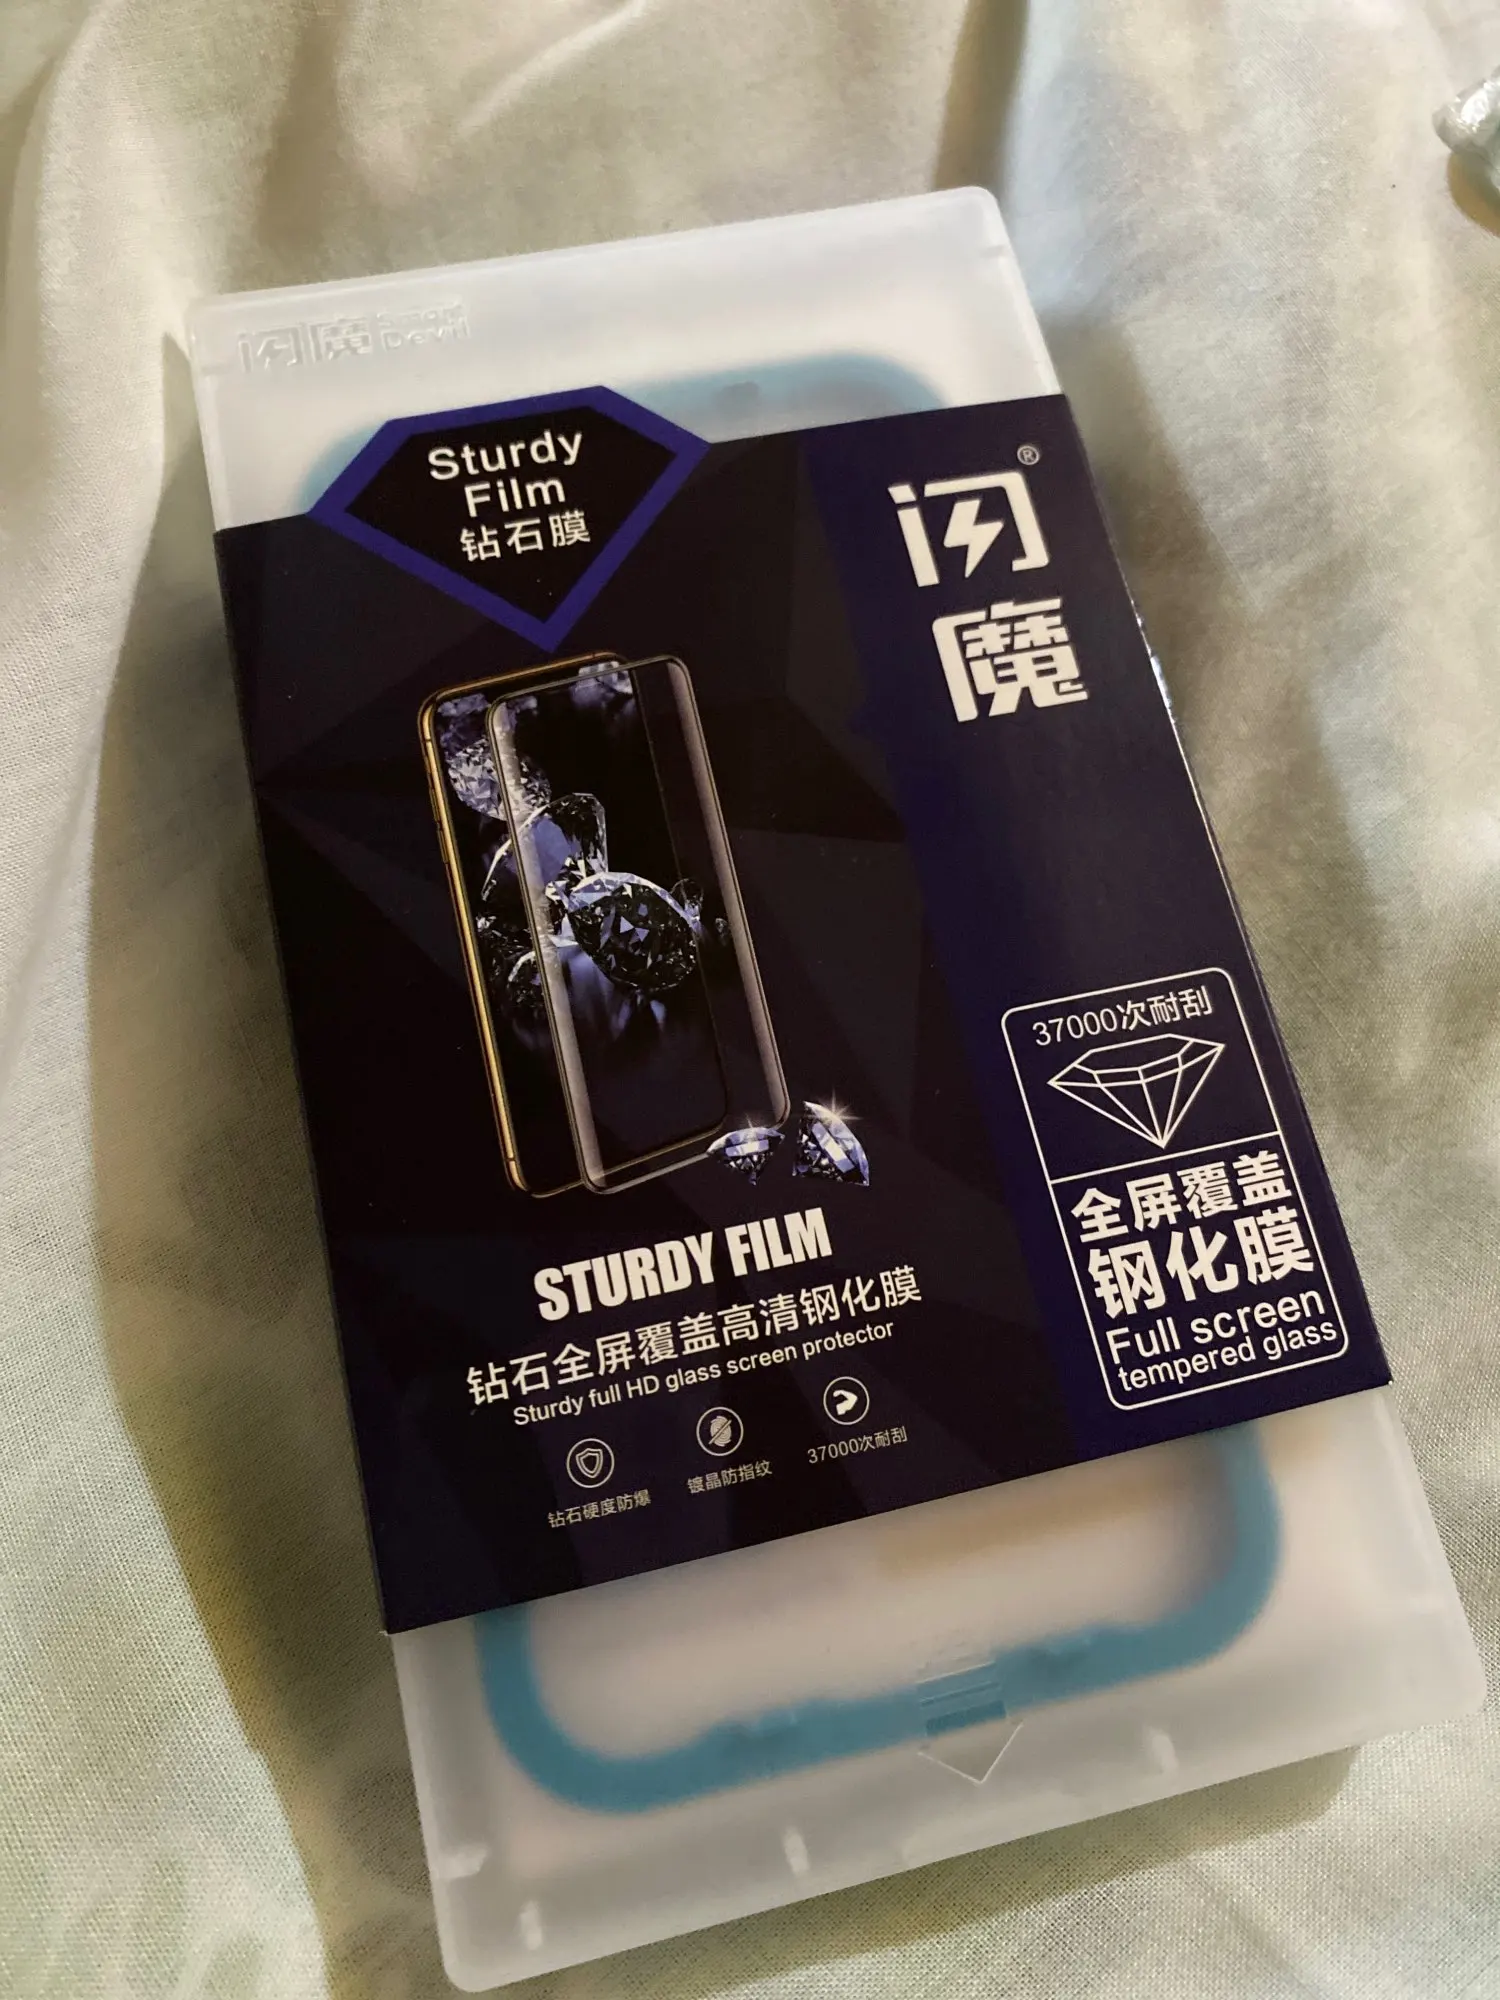 闪魔 Smart
Devil
Sturdy
Film
钻石膜
闪®
魔
37000次耐刮
全屏覆盖
钢化膜
Full screen
tempered glass
STURDY FILM
钻石全屏覆盖高清钢化膜
Sturdy full HD glass screen protector
钻石硬度防爆
镀晶防指纹
37000次耐刮